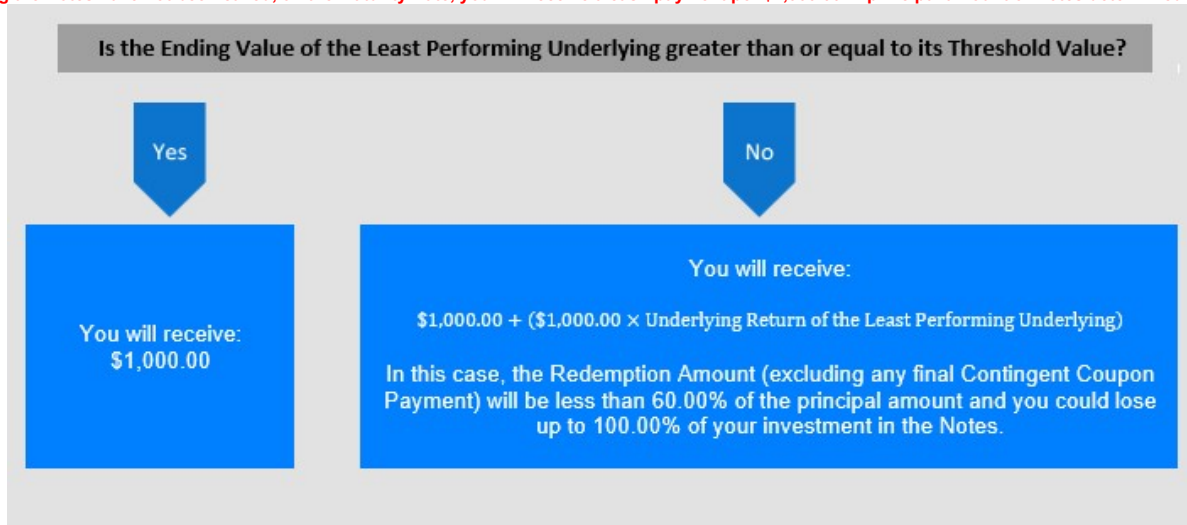 Is the Ending Value of the Least Performing Underlying greater than or equal to its Threshold Value?
Yes
No
You will receive:
$1,000.00
You will receive:
$1,000.00 + ($1,000.00 × Underlying Return of the Least Performing Underlying)
In this case, the Redemption Amount (excluding any final Contingent Coupon
Payment) will be less than 60.00% of the principal amount and you could lose
up to 100.00% of your investment in the Notes.